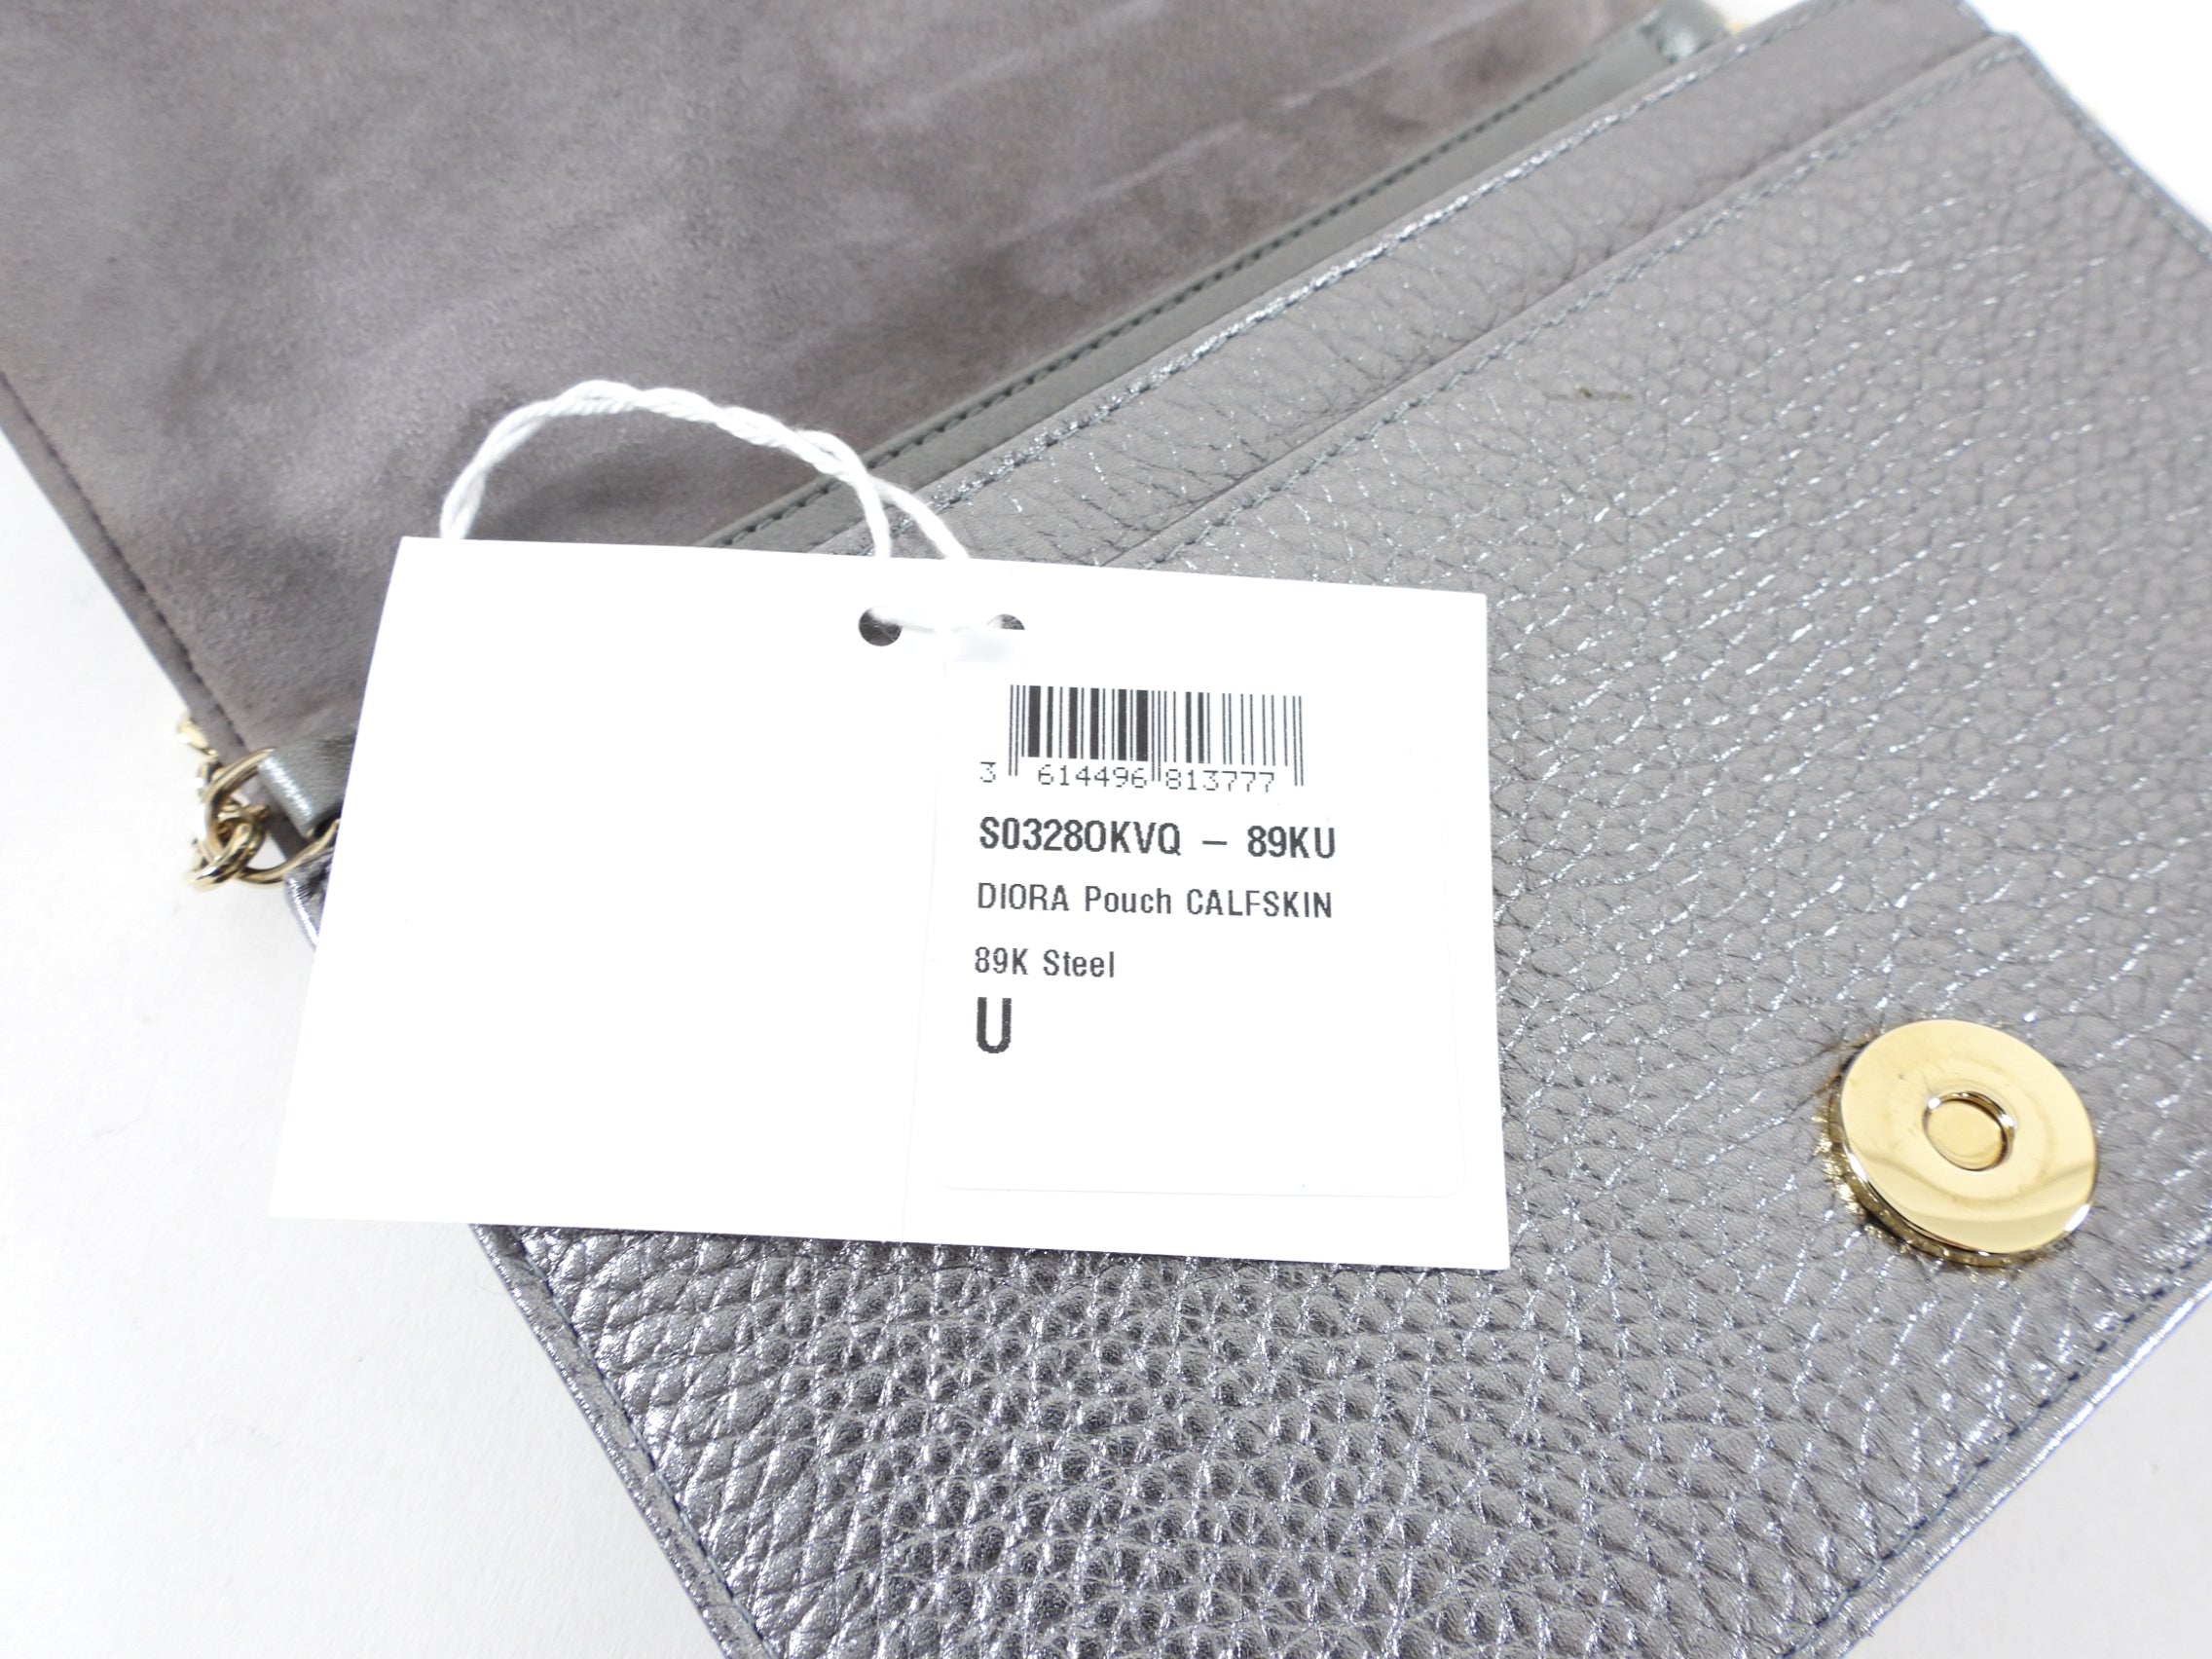 3 614496 813777
S0328OKVQ – 89KU
DIORA Pouch CALFSKIN
89K Steel
U